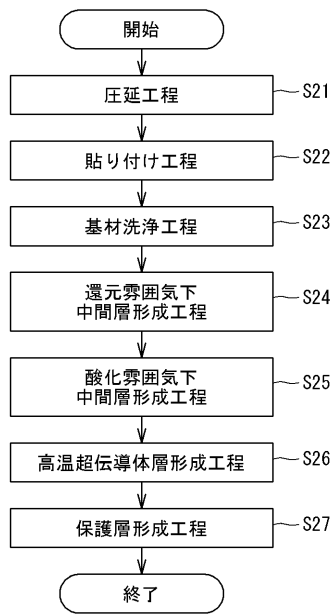 開始
圧延工程
S21
貼り付け工程
S22
基材洗浄工程
S23
還元雰囲気下
中間層形成工程
S24
酸化雰囲気下
中間層形成工程
S25
高温超伝導体層形成工程
S26
保護層形成工程
S27
終了